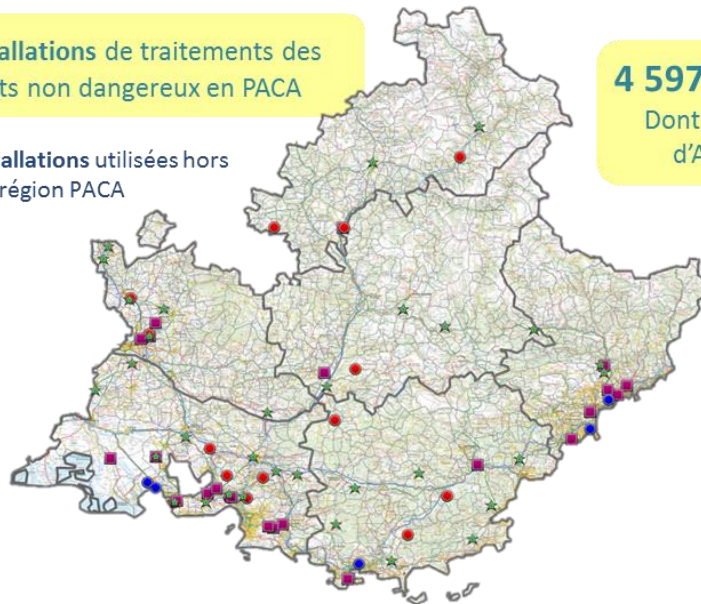 allations de traitements des
ts non dangereux en PACA
allations utilisées hors
région PACA
4 597
Dont
d'A